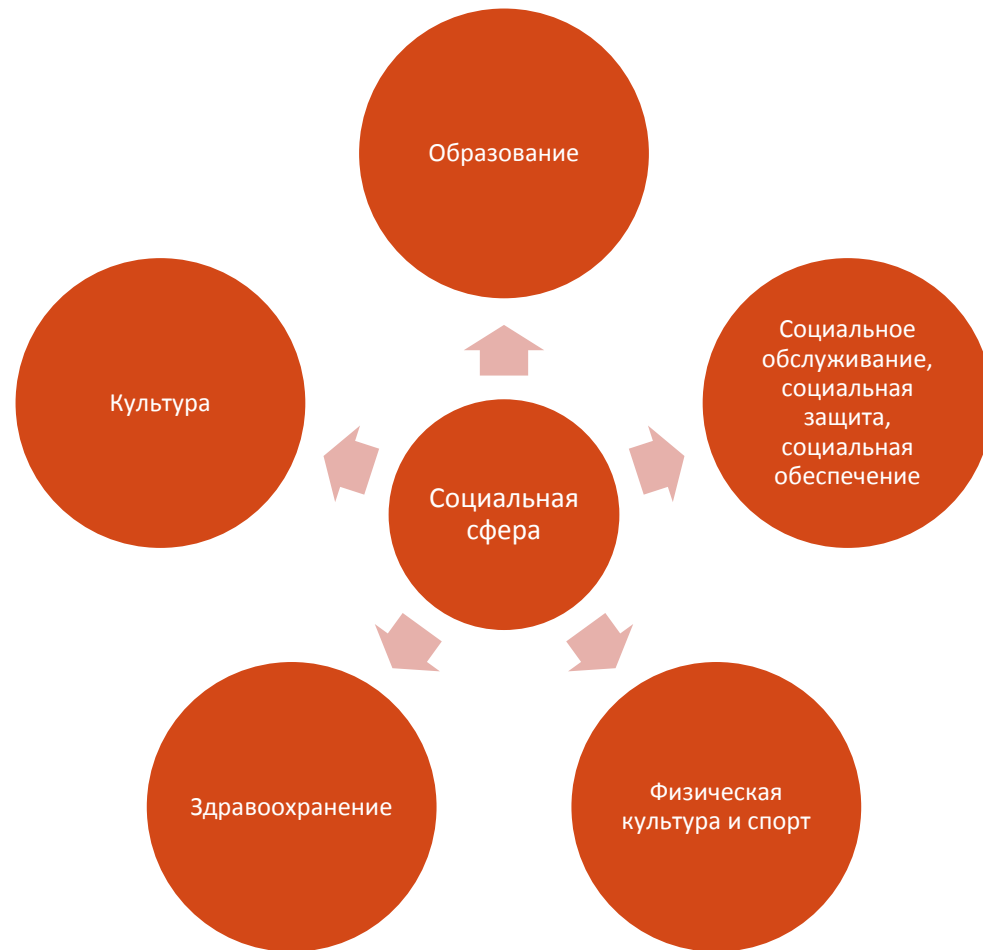 Образование
Социальное
обслуживание,
социальная
защита,
социальная
обеспечение
Культура
Социальная
сфера
Здравоохранение
Физическая
культура и спорт